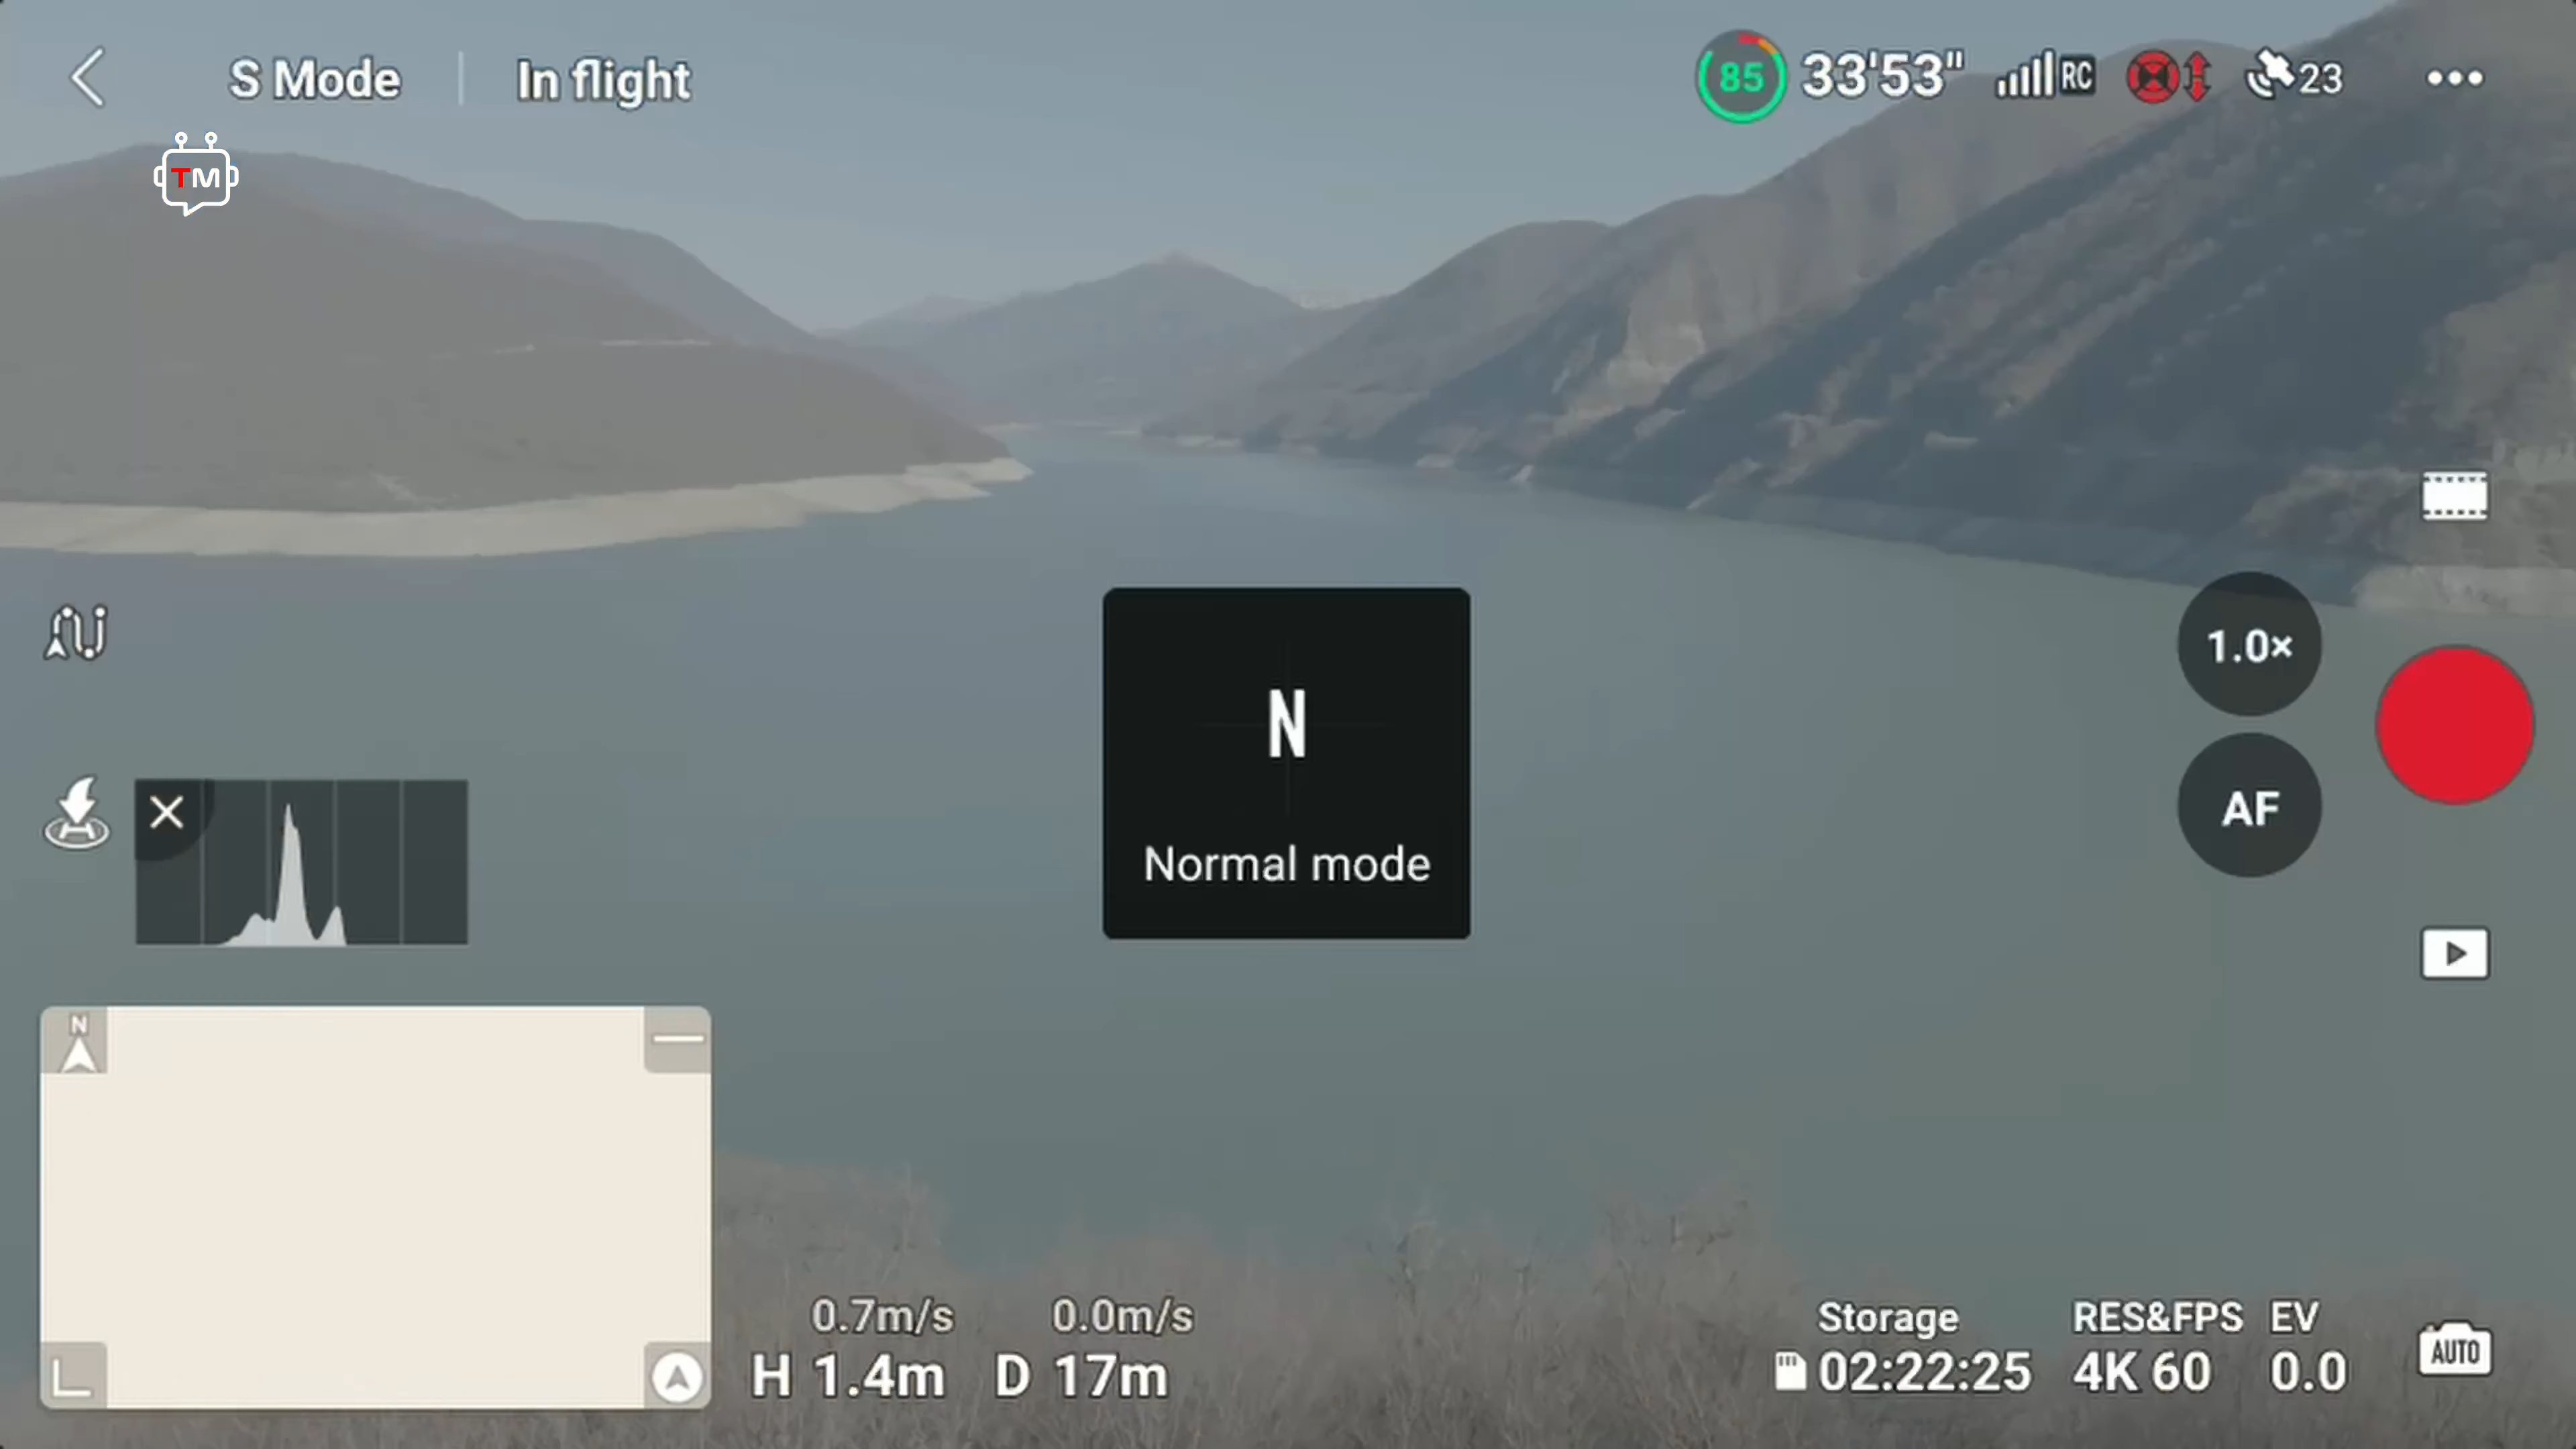 S Mode | In flight
85 33'53" RC 23
TM
1.0×
N
Normal mode
AF
N
0.7m/s 0.0m/s
H 1.4m D 17m
Storage RES&FPS EV
02:22:25 4K 60 0.0
AUTO